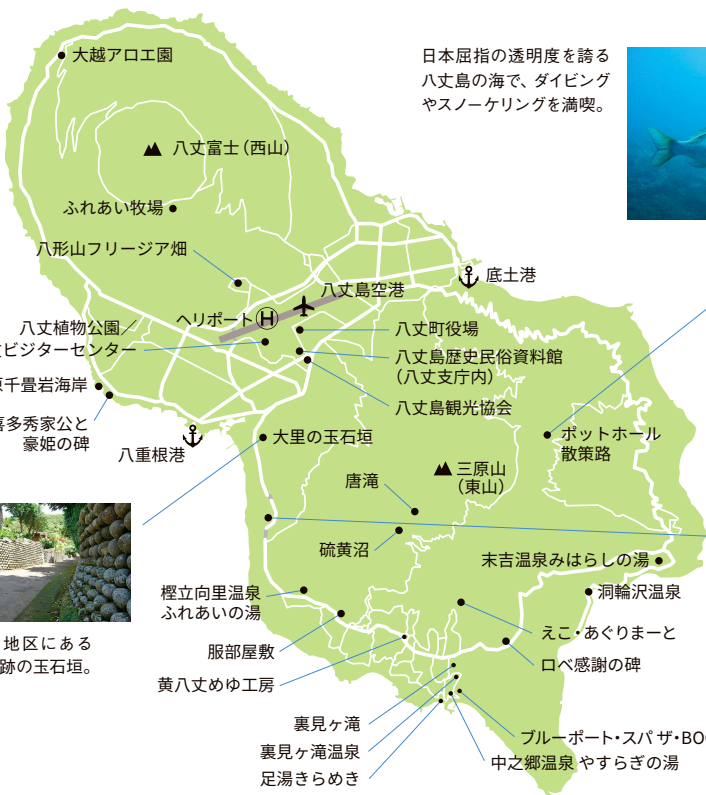 大越アロエ園
日本屈指の透明度を誇る
八丈島の海で、ダイビング
やスノーケリングを満喫。
八丈富士(西山)
ふれあい牧場
八形山フリージア畑
底土港
八丈島空港
ヘリポート
H
八丈植物公園／
ビジターセンター
八丈町役場
八丈島歴史民俗資料館
(八丈支庁内)
八丈島観光協会
千畳岩海岸
喜多秀家公と
豪姫の碑
八重根港
大里の玉石垣
ポットホール
散策路
三原山
(東山)
唐滝
硫黄沼
末吉温泉みはらしの湯
洞輪沢温泉
樫立向里温泉
ふれあいの湯
地区にある
跡の玉石垣。
えこ・あぐりまーと
服部屋敷
ロベ感謝の碑
黄八丈めゆ工房
裏見ヶ滝
ブルーポート・スパ ザ・BO
裏見ヶ滝温泉
中之郷温泉 やすらぎの湯
足湯きらめき